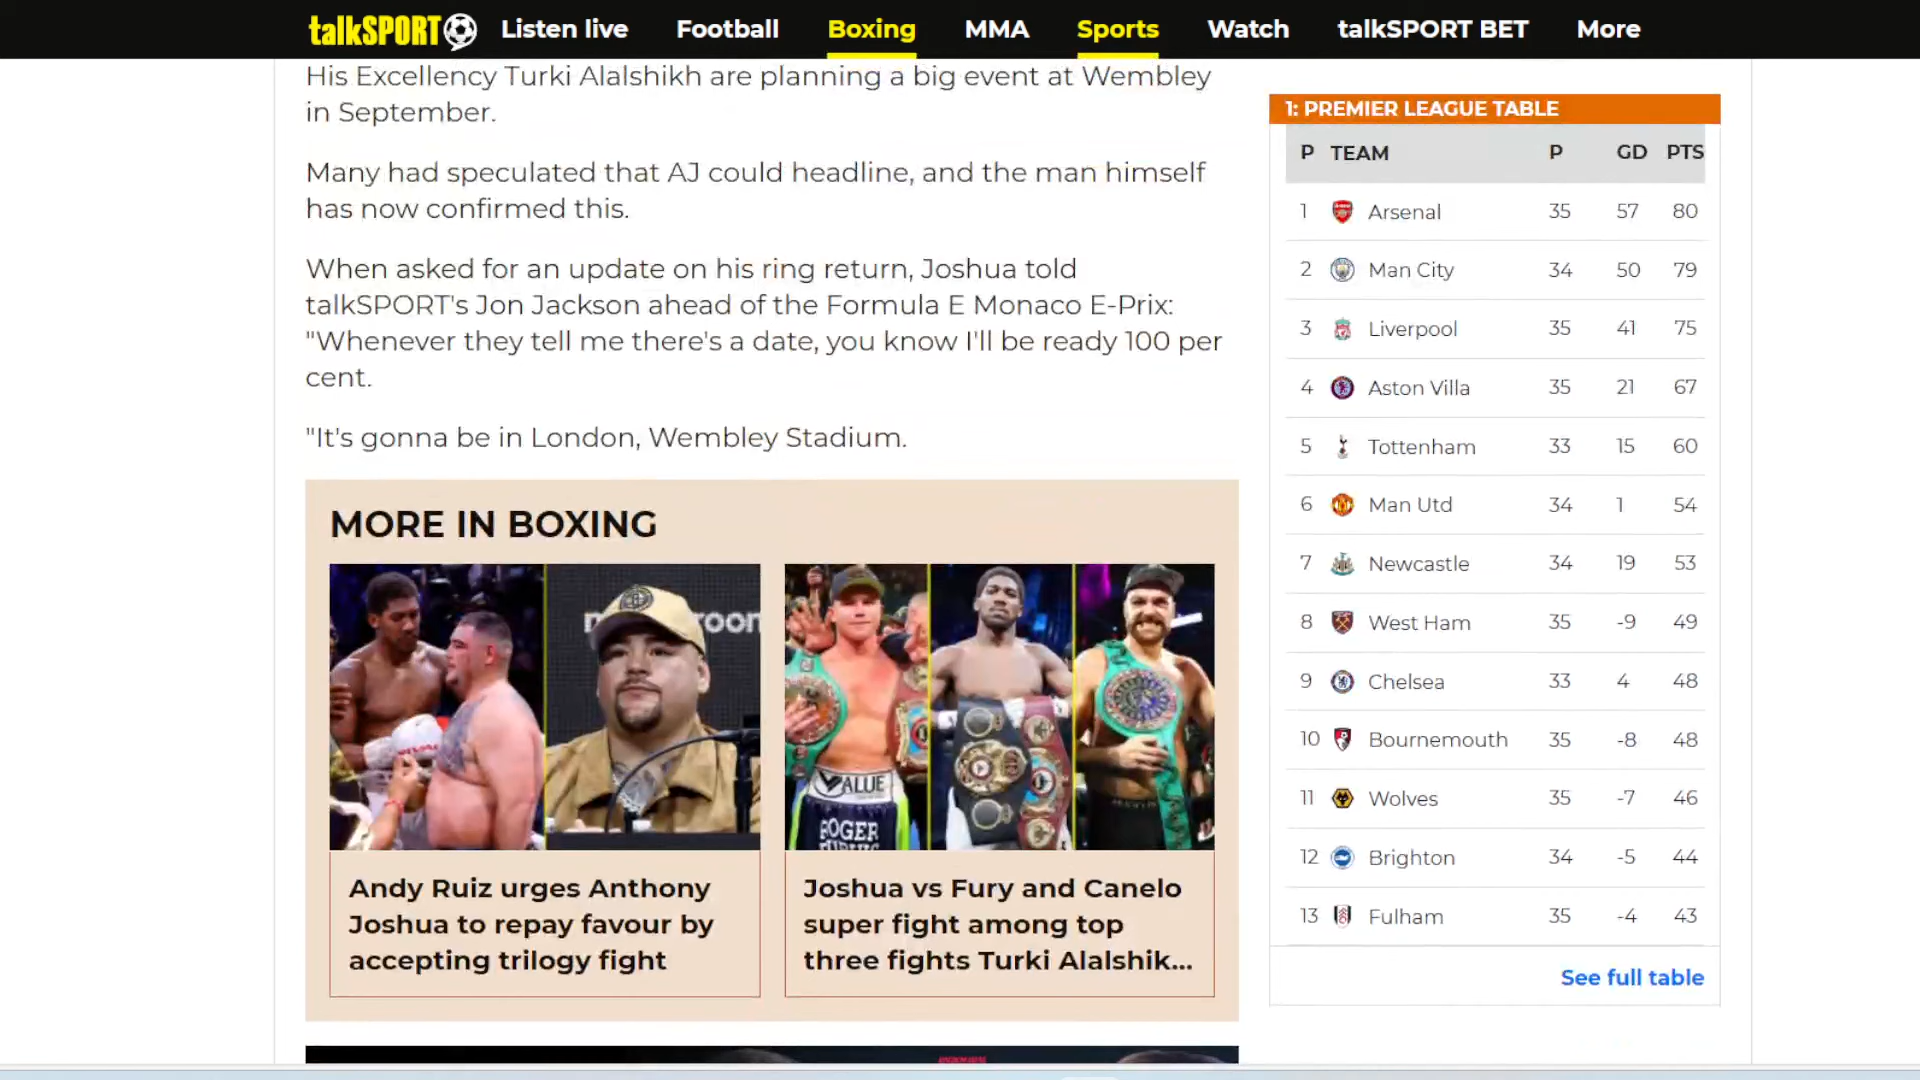 talkSPORT Listen live Football Boxing MMA Sports Watch talkSPORT BET More
His Excellency Turki Alalshikh are planning a big event at Wembley
in September.
Many had speculated that AJ could headline, and the man himself
has now confirmed this.
When asked for an update on his ring return, Joshua told
talkSPORT's Jon Jackson ahead of the Formula E Monaco E-Prix:
"Whenever they tell me there's a date, you know I'll be ready 100 per
cent.
"It's gonna be in London, Wembley Stadium.
MORE IN BOXING
VALUE
ROGER
Andy Ruiz urges Anthony
Joshua to repay favour by
accepting trilogy fight
Joshua vs Fury and Canelo
super fight among top
three fights Turki Alalshik...
1: PREMIER LEAGUE TABLE
P TEAM P GD PTS
1 Arsenal 35 57 80
2 Man City 34 50 79
3 Liverpool 35 41 75
4 Aston Villa 35 21 67
5 Tottenham 33 15 60
6 Man Utd 34 1 54
7 Newcastle 34 19 53
8 West Ham 35 -9 49
9 Chelsea 33 4 48
10 Bournemouth 35 -8 48
11 Wolves 35 -7 46
12 Brighton 34 -5 44
13 Fulham 35 -4 43
See full table